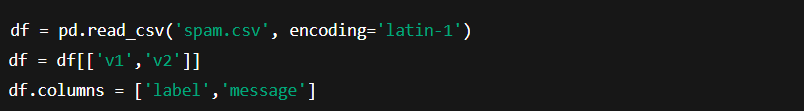 df = pd.read_csv('spam.csv', encoding='latin-1')
df = df[['v1','v2']]
df.columns = ['label','message']